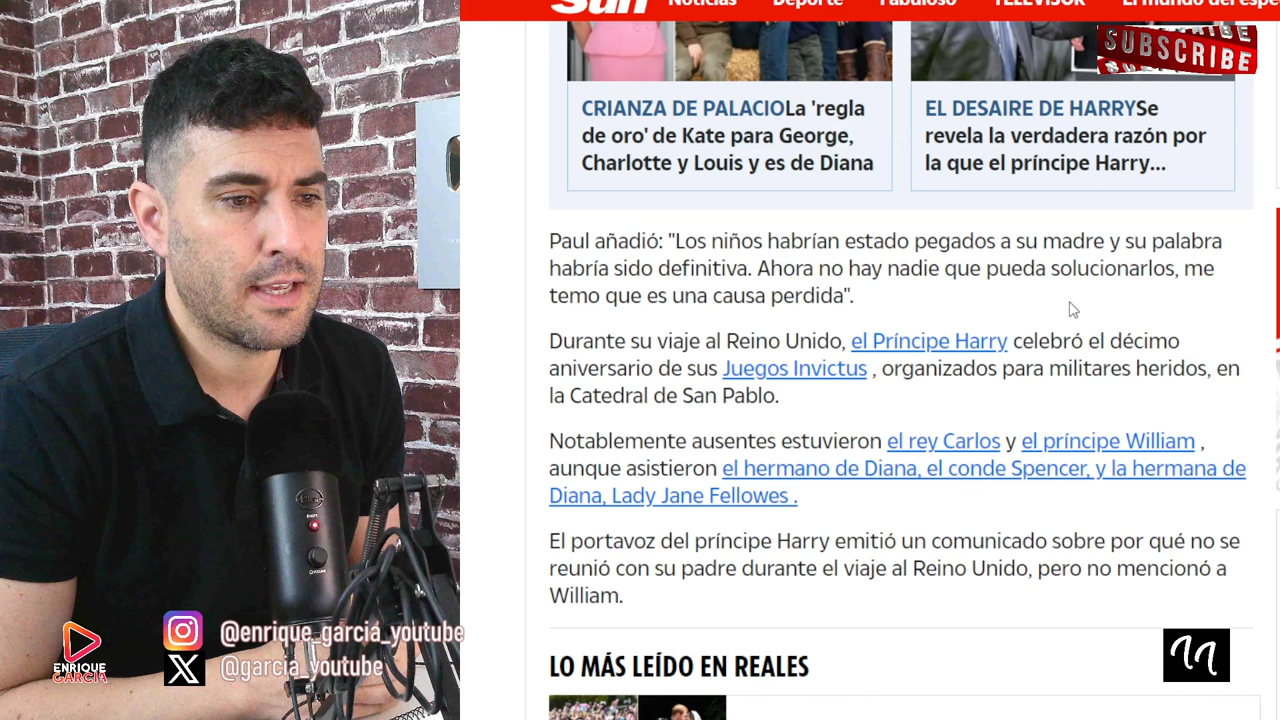 Sun Noticias Deporte Fabuloso TELEVISOR El mundo del espe
SUBSCRIBE
CRIANZA DE PALACIOLa 'regla
de oro' de Kate para George,
Charlotte y Louis y es de Diana
EL DESAIRE DE HARRYSe
revela la verdadera razón por
la que el príncipe Harry...
Paul añadió: "Los niños habrían estado pegados a su madre y su palabra
habría sido definitiva. Ahora no hay nadie que pueda solucionarlos, me
temo que es una causa perdida".
Durante su viaje al Reino Unido, el Príncipe Harry celebró el décimo
aniversario de sus Juegos Invictus , organizados para militares heridos, en
la Catedral de San Pablo.
Notablemente ausentes estuvieron el rey Carlos y el príncipe William ,
aunque asistieron el hermano de Diana, el conde Spencer, y la hermana de
Diana, Lady Jane Fellowes .
El portavoz del príncipe Harry emitió un comunicado sobre por qué no se
reunió con su padre durante el viaje al Reino Unido, pero no mencionó a
William.
LO MÁS LEÍDO EN REALES
ENRIQUE
GARCIA
@enrique_garcia_youtube
@garcia_youtube